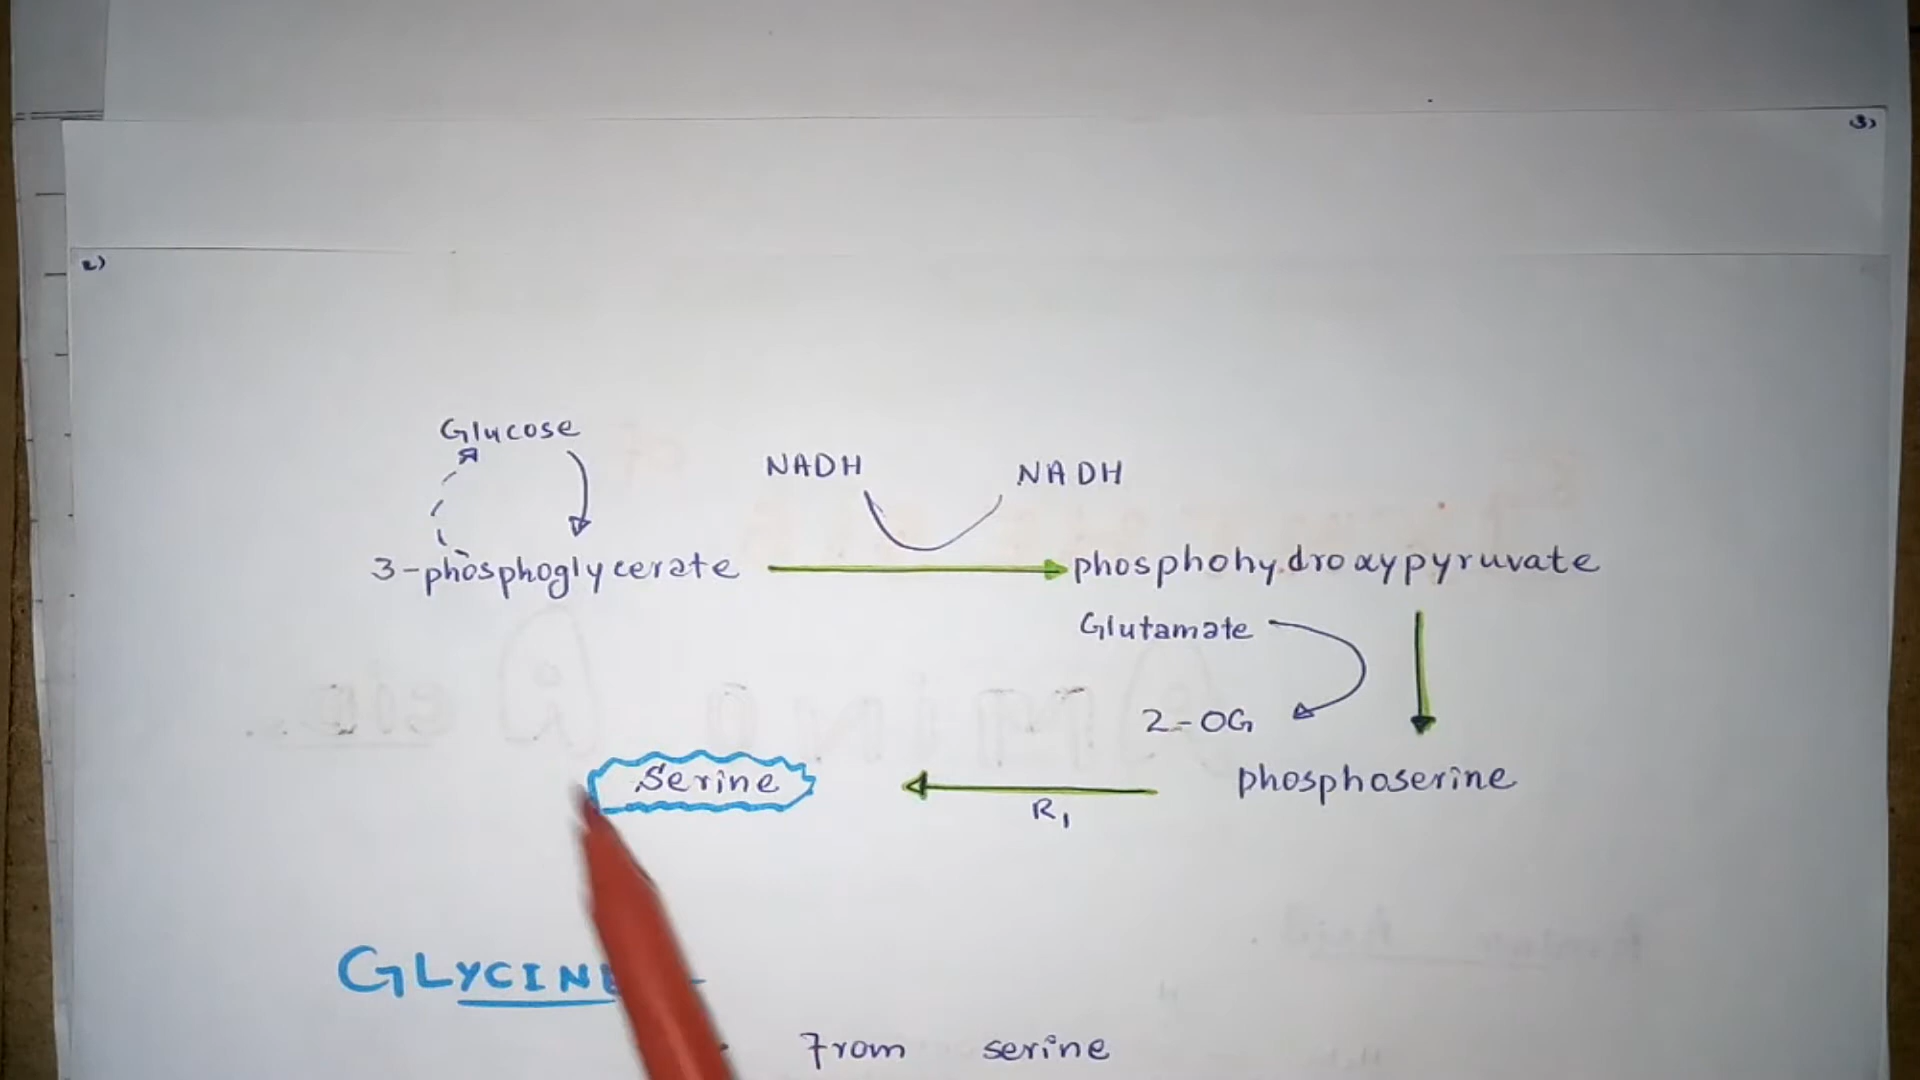 3)
2)
Glucose
NADH NADH
3-phosphoglycerate phosphohydroxypyruvate
Glutamate
2-OG
Serine phosphoserine
R1
GLYCINE
From serine